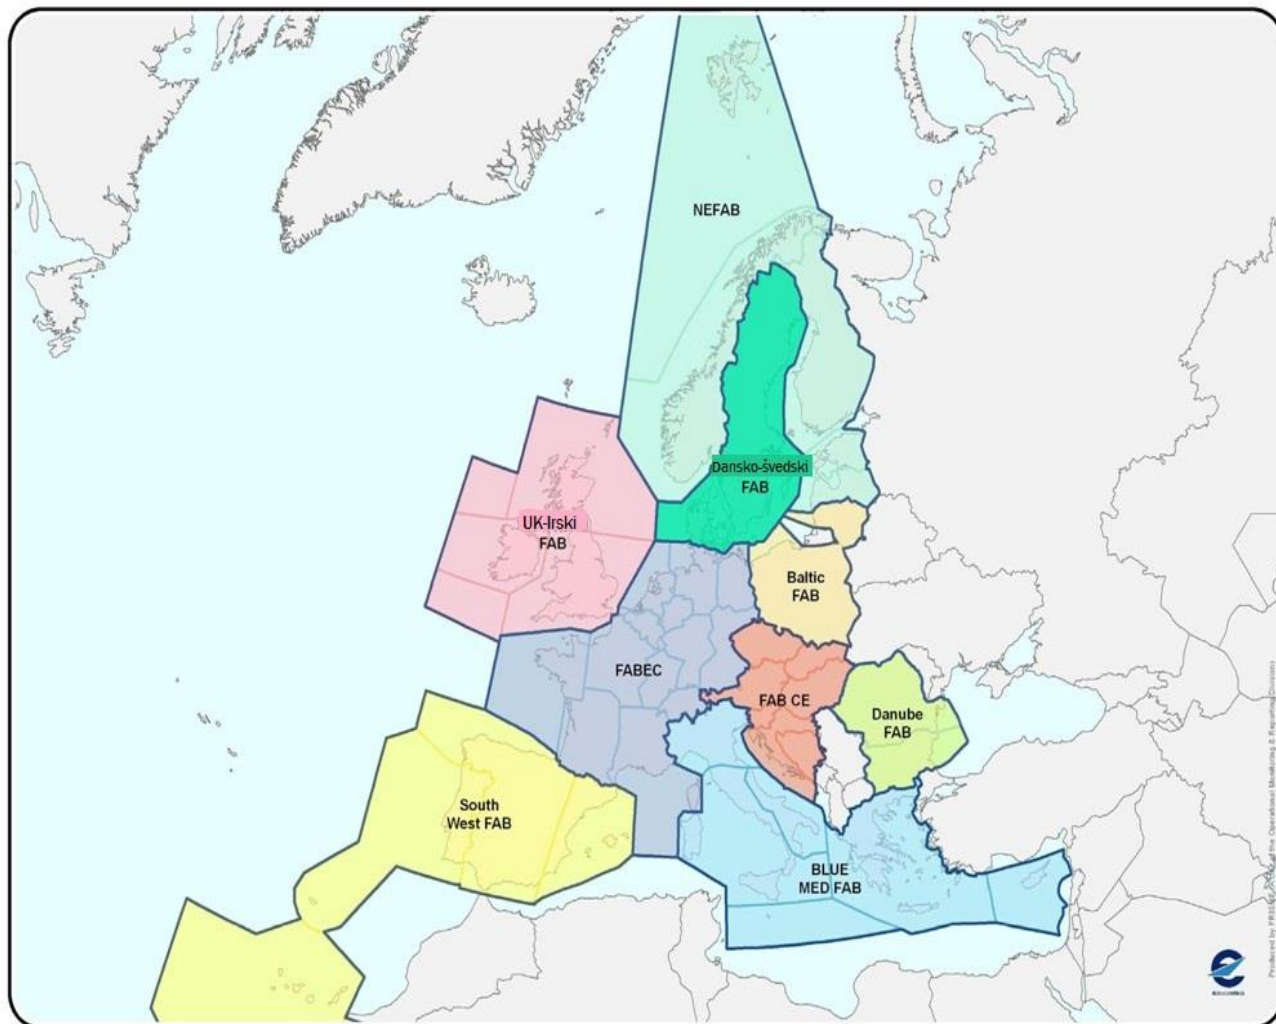 NEFAB
Dansko-švedski
FAB
UK-Irski
FAB
Baltic
FAB
FABEC
FAB CE
Danube
FAB
South
West FAB
BLUE
MED FAB